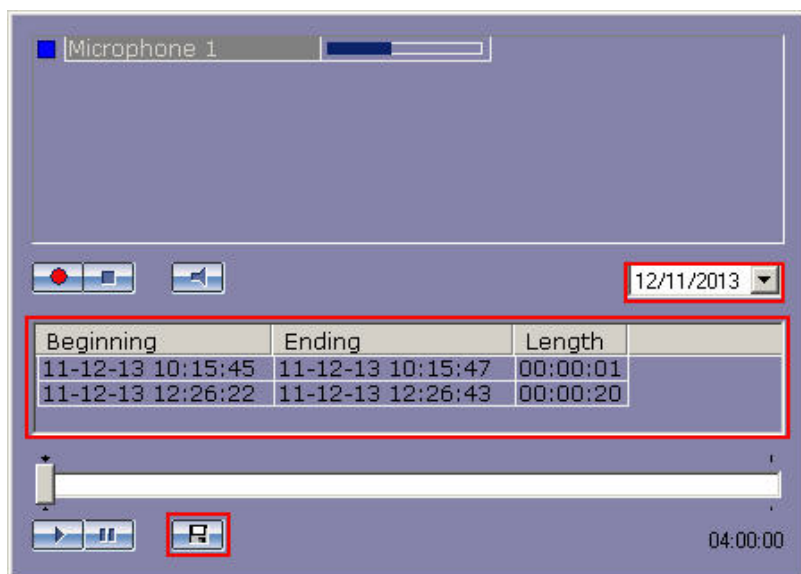 Microphone 1
12/11/2013
Beginning Ending Length
11-12-13 10:15:45 11-12-13 10:15:47 00:00:01
11-12-13 12:26:22 11-12-13 12:26:43 00:00:20
04:00:00